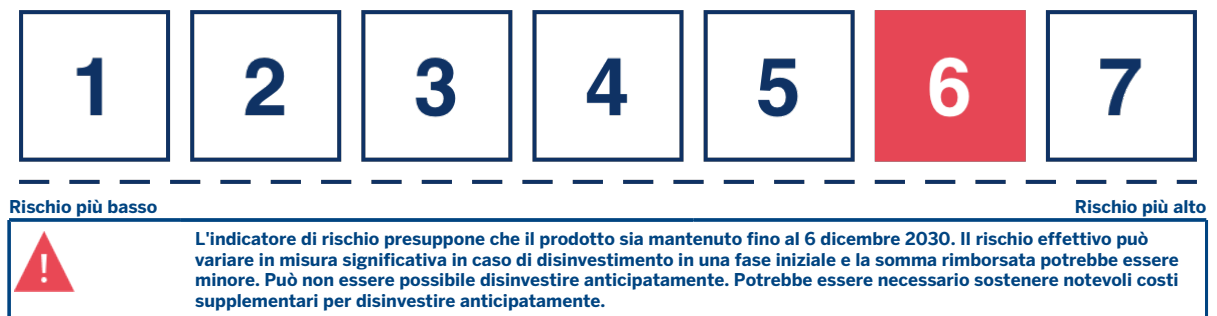 1 2 3 4 5 6 7
Rischio più basso Rischio più alto
!
L'indicatore di rischio presuppone che il prodotto sia mantenuto fino al 6 dicembre 2030. Il rischio effettivo può
variare in misura significativa in caso di disinvestimento in una fase iniziale e la somma rimborsata potrebbe essere
minore. Può non essere possibile disinvestire anticipatamente. Potrebbe essere necessario sostenere notevoli costi
supplementari per disinvestire anticipatamente.